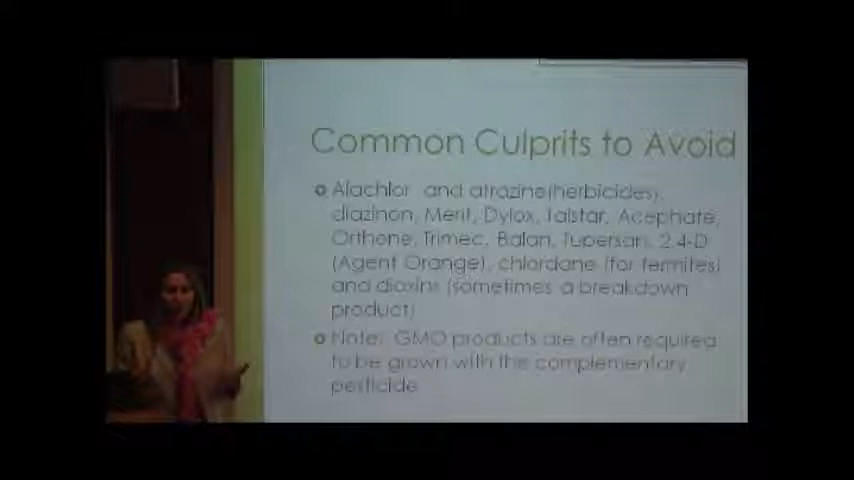 Common Culprits to Avoid
Alachlor and atrazine(herbicides),
diazinon, Merit, Dylox, Talstar, Acephate,
Orthene, Trimec, Balan, Tupersan, 2,4-D
(Agent Orange), chlordane (for termites)
and dioxins (sometimes a breakdown
product)
Note: GMO products are often required
to be grown with the complementary
pesticide